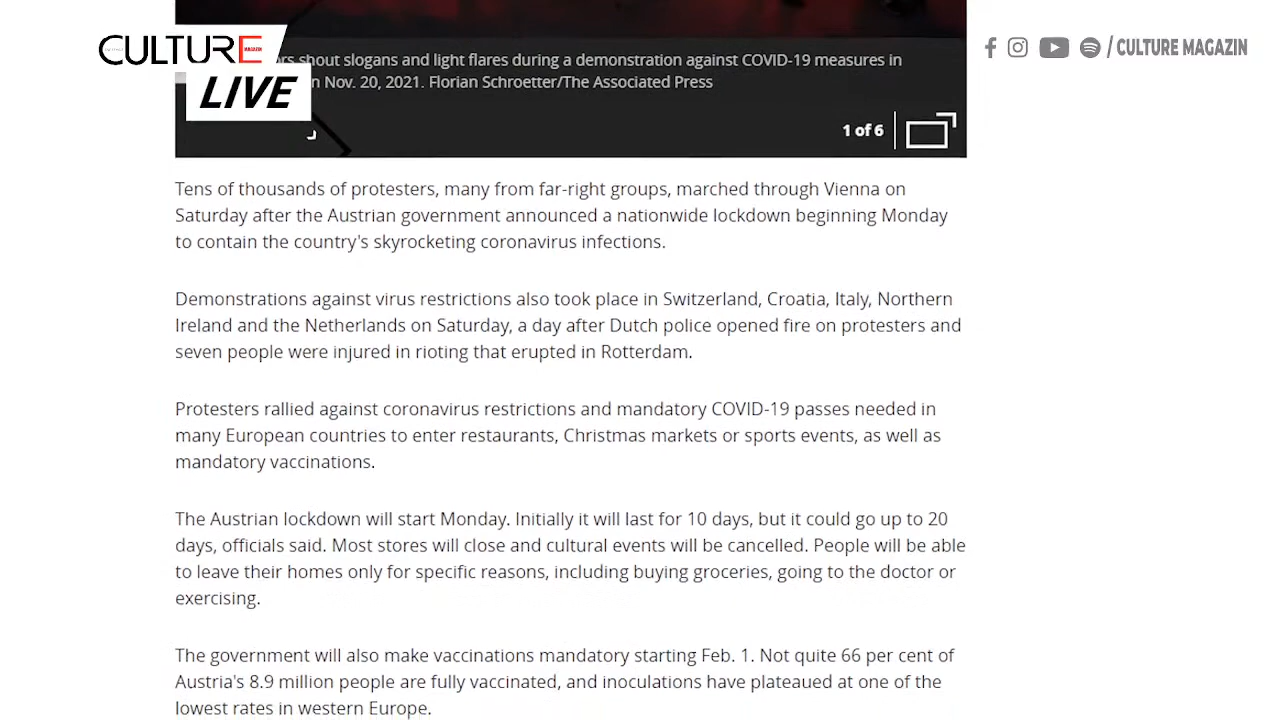 CULTURE
MAGAZIN
LIVE
/ CULTURE MAGAZIN
shout slogans and light flares during a demonstration against COVID-19 measures in
Nov. 20, 2021. Florian Schroetter/The Associated Press
1 of 6
Tens of thousands of protesters, many from far-right groups, marched through Vienna on
Saturday after the Austrian government announced a nationwide lockdown beginning Monday
to contain the country's skyrocketing coronavirus infections.
Demonstrations against virus restrictions also took place in Switzerland, Croatia, Italy, Northern
Ireland and the Netherlands on Saturday, a day after Dutch police opened fire on protesters and
seven people were injured in rioting that erupted in Rotterdam.
Protesters rallied against coronavirus restrictions and mandatory COVID-19 passes needed in
many European countries to enter restaurants, Christmas markets or sports events, as well as
mandatory vaccinations.
The Austrian lockdown will start Monday. Initially it will last for 10 days, but it could go up to 20
days, officials said. Most stores will close and cultural events will be cancelled. People will be able
to leave their homes only for specific reasons, including buying groceries, going to the doctor or
exercising.
The government will also make vaccinations mandatory starting Feb. 1. Not quite 66 per cent of
Austria's 8.9 million people are fully vaccinated, and inoculations have plateaued at one of the
lowest rates in western Europe.